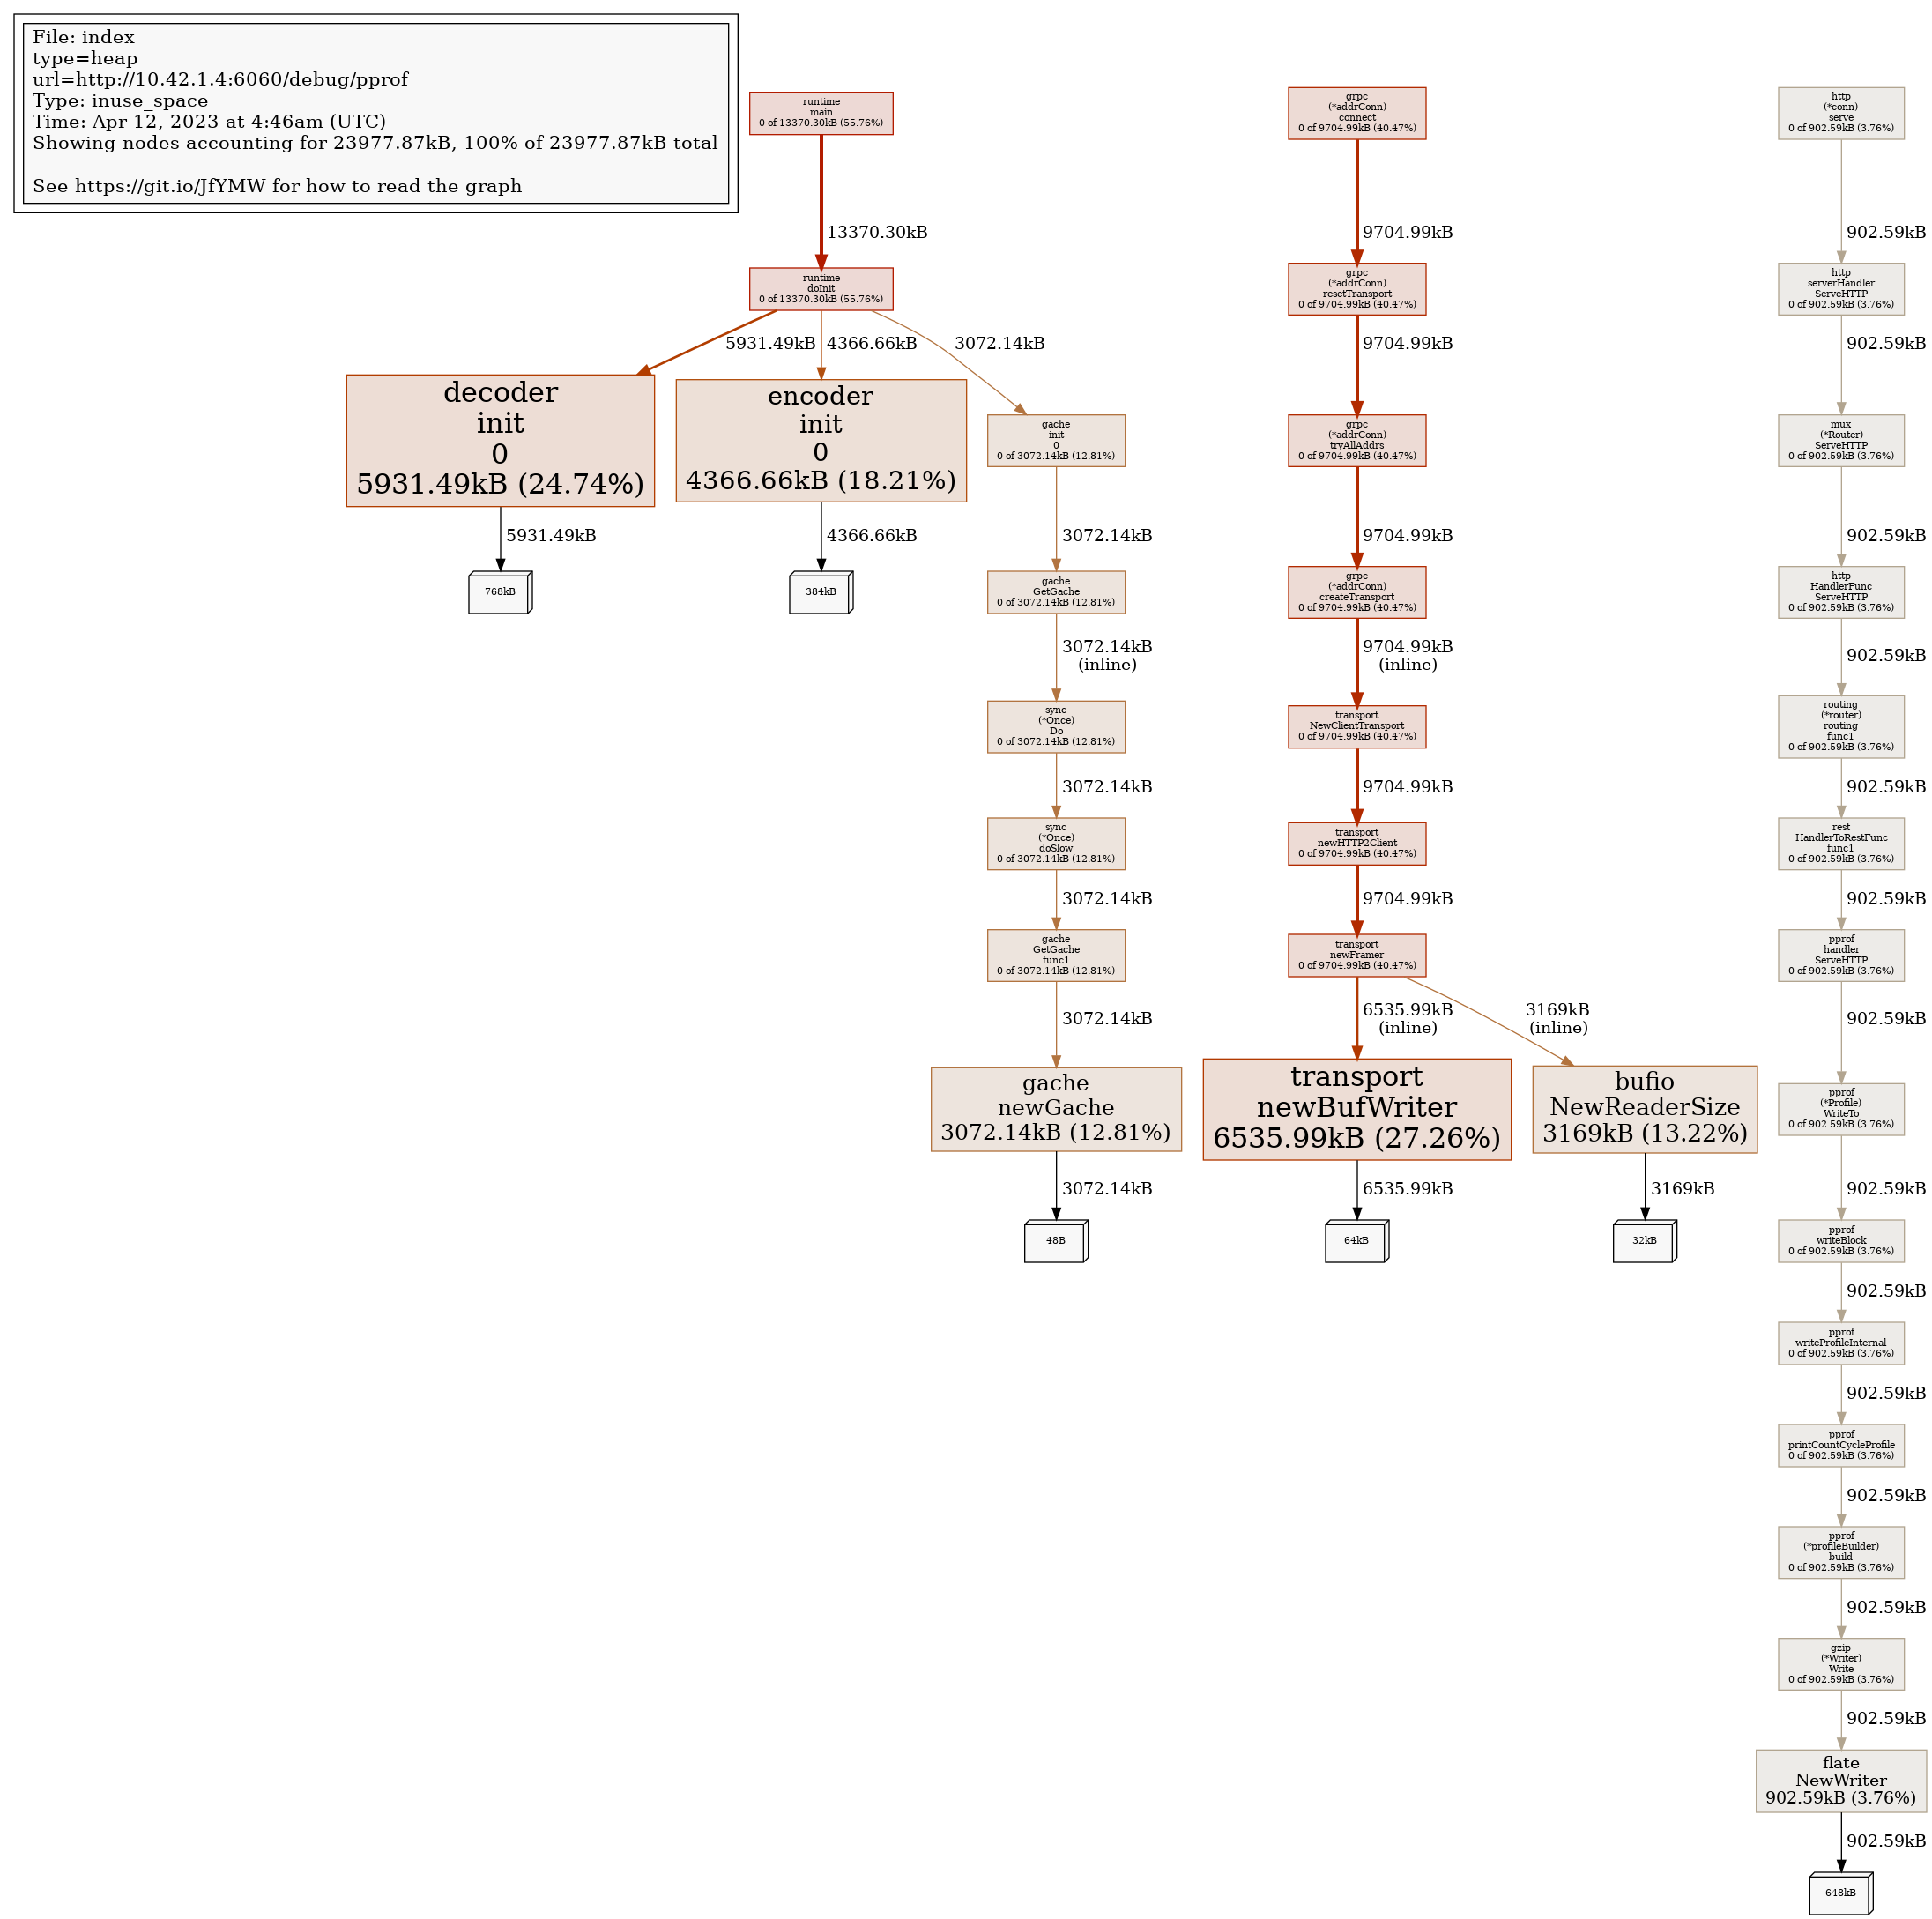 File: index
type=heap
url=http://10.42.1.4:6060/debug/pprof
Type: inuse_space
Time: Apr 12, 2023 at 4:46am (UTC)
Showing nodes accounting for 23977.87kB, 100% of 23977.87kB total
See https://git.io/JfYMW for how to read the graph
runtime
main
0 of 13370.30kB (55.76%)
13370.30kB
runtime
doInit
0 of 13370.30kB (55.76%)
5931.49kB
4366.66kB
3072.14kB
decoder
init
0
5931.49kB (24.74%)
5931.49kB
768kB
encoder
init
0
4366.66kB (18.21%)
4366.66kB
384kB
gache
init
0
0 of 3072.14kB (12.81%)
3072.14kB
gache
GetGache
0 of 3072.14kB (12.81%)
3072.14kB
(inline)
sync
(*Once)
Do
0 of 3072.14kB (12.81%)
3072.14kB
sync
(*Once)
doSlow
0 of 3072.14kB (12.81%)
3072.14kB
gache
GetGache
func1
0 of 3072.14kB (12.81%)
3072.14kB
gache
newGache
3072.14kB (12.81%)
3072.14kB
48B
grpc
(*addrConn)
connect
0 of 9704.99kB (40.47%)
9704.99kB
grpc
(*addrConn)
resetTransport
0 of 9704.99kB (40.47%)
9704.99kB
grpc
(*addrConn)
tryAllAddrs
0 of 9704.99kB (40.47%)
9704.99kB
grpc
(*addrConn)
createTransport
0 of 9704.99kB (40.47%)
9704.99kB
(inline)
transport
NewClientTransport
0 of 9704.99kB (40.47%)
9704.99kB
transport
newHTTP2Client
0 of 9704.99kB (40.47%)
9704.99kB
transport
newFramer
0 of 9704.99kB (40.47%)
6535.99kB
(inline)
3169kB
(inline)
transport
newBufWriter
6535.99kB (27.26%)
6535.99kB
64kB
bufio
NewReaderSize
3169kB (13.22%)
3169kB
32kB
http
(*conn)
serve
0 of 902.59kB (3.76%)
902.59kB
http
serverHandler
ServeHTTP
0 of 902.59kB (3.76%)
902.59kB
mux
(*Router)
ServeHTTP
0 of 902.59kB (3.76%)
902.59kB
http
HandlerFunc
ServeHTTP
0 of 902.59kB (3.76%)
902.59kB
routing
(*router)
routing
func1
0 of 902.59kB (3.76%)
902.59kB
rest
HandlerToRestFunc
func1
0 of 902.59kB (3.76%)
902.59kB
pprof
handler
ServeHTTP
0 of 902.59kB (3.76%)
902.59kB
pprof
(*Profile)
WriteTo
0 of 902.59kB (3.76%)
902.59kB
pprof
writeBlock
0 of 902.59kB (3.76%)
902.59kB
pprof
writeProfileInternal
0 of 902.59kB (3.76%)
902.59kB
pprof
printCountCycleProfile
0 of 902.59kB (3.76%)
902.59kB
pprof
(*profileBuilder)
build
0 of 902.59kB (3.76%)
902.59kB
gzip
(*Writer)
Write
0 of 902.59kB (3.76%)
902.59kB
flate
NewWriter
902.59kB (3.76%)
902.59kB
648kB